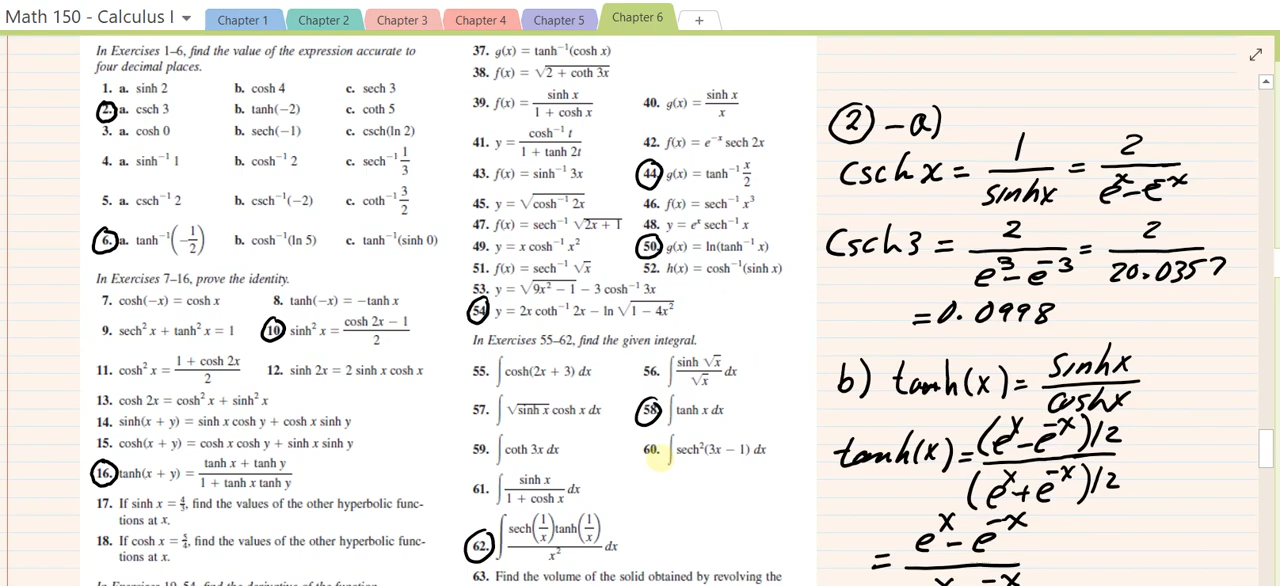 Math 150 - Calculus I
Chapter 1
Chapter 2
Chapter 3
Chapter 4
Chapter 5
Chapter 6
+
In Exercises 1–6, find the value of the expression accurate to
four decimal places.
1. a. sinh 2 b. cosh 4 c. sech 3
2. a. csch 3 b. tanh(−2) c. coth 5
3. a. cosh 0 b. sech(−1) c. csch(ln 2)
4. a. sinh⁻¹ 1 b. cosh⁻¹ 2 c. sech⁻¹ 1/3
5. a. csch⁻¹ 2 b. csch⁻¹(−2) c. coth⁻¹ 3/2
6. a. tanh⁻¹(−1/2) b. cosh⁻¹(ln 5) c. tanh⁻¹(sinh 0)
In Exercises 7–16, prove the identity.
7. cosh(−x) = cosh x 8. tanh(−x) = −tanh x
9. sech² x + tanh² x = 1 10. sinh² x = (cosh 2x − 1)/2
11. cosh² x = (1 + cosh 2x)/2 12. sinh 2x = 2 sinh x cosh x
13. cosh 2x = cosh² x + sinh² x
14. sinh(x + y) = sinh x cosh y + cosh x sinh y
15. cosh(x + y) = cosh x cosh y + sinh x sinh y
16. tanh(x + y) = (tanh x + tanh y)/(1 + tanh x tanh y)
17. If sinh x = 4/3, find the values of the other hyperbolic func-
tions at x.
18. If cosh x = 5/4, find the values of the other hyperbolic func-
tions at x.
37. g(x) = tanh⁻¹(cosh x)
38. f(x) = √(2 + coth 3x)
39. f(x) = sinh x/(1 + cosh x) 40. g(x) = sinh x/x
41. y = cosh⁻¹ t/(1 + tanh 2t) 42. f(x) = e⁻ˣ sech 2x
43. f(x) = sinh⁻¹ 3x 44. g(x) = tanh⁻¹ x/2
45. y = √(cosh⁻¹ 2x) 46. f(x) = sech⁻¹ x³
47. f(x) = sech⁻¹ √(2x + 1) 48. y = eˣ sech⁻¹ x
49. y = x cosh⁻¹ x² 50. g(x) = ln(tanh⁻¹ x)
51. f(x) = sech⁻¹ √x 52. h(x) = cosh⁻¹(sinh x)
53. y = √(9x² − 1) − 3 cosh⁻¹ 3x
54. y = 2x coth⁻¹ 2x − ln √(1 − 4x²)
In Exercises 55–62, find the given integral.
55. ∫ cosh(2x + 3) dx 56. ∫ sinh √x/√x dx
57. ∫ √sinh x cosh x dx 58. ∫ tanh x dx
59. ∫ coth 3x dx 60. ∫ sech²(3x − 1) dx
61. ∫ sinh x/(1 + cosh x) dx
62. ∫ sech(1/x)tanh(1/x)/x² dx
63. Find the volume of the solid obtained by revolving the
② - a)
csch x = 1/sinh x = 2/(eˣ − e⁻ˣ)
csch 3 = 2/(e³ − e⁻³) = 2/20.0357
= 0.0998
b) tanh(x) = sinhx/coshx
tanh(x) = (eˣ − e⁻ˣ)/2/(eˣ + e⁻ˣ)/2
= eˣ − e⁻ˣ